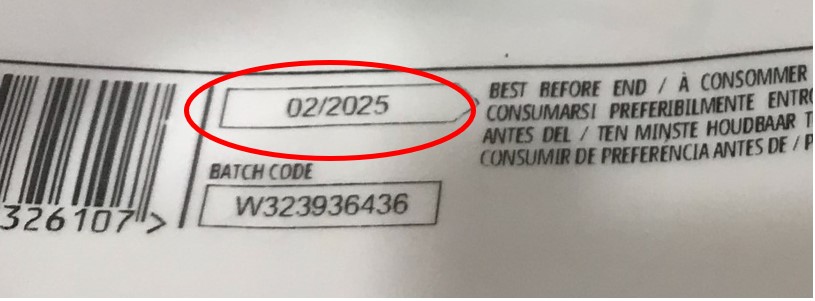 02/2025
BEST BEFORE END / À CONSOMMER
CONSUMARSI PREFERIBILMENTE ENTRO
ANTES DEL / TEN MINSTE HOUDBAAR T
CONSUMIR DE PREFERÊNCIA ANTES DE / P
BATCH CODE
W323936436
326107 >